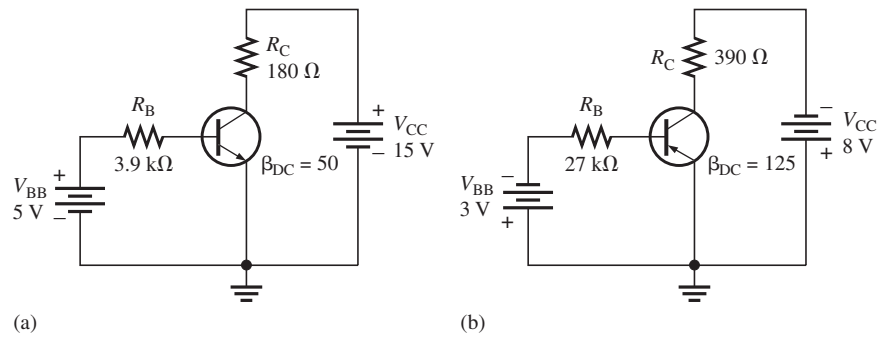 R_C
180 Ω
R_B
3.9 kΩ
+
V_BB
5 V
–
β_DC = 50
+
V_CC
–
15 V
(a)
R_C
390 Ω
R_B
27 kΩ
–
V_BB
3 V
+
β_DC = 125
–
V_CC
8 V
+
(b)